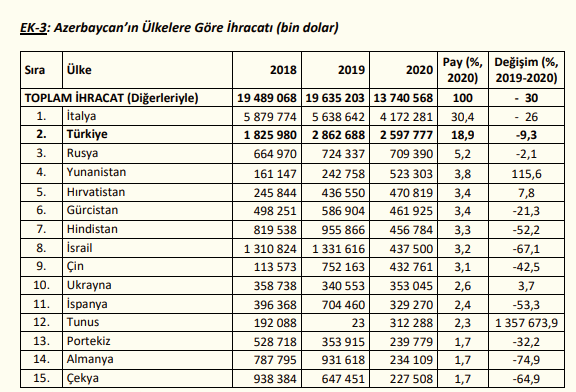 EK-3: Azerbaycan’ın Ülkelere Göre İhracatı (bin dolar)
Sıra Ülke 2018 2019 2020 Pay (%, 2020) Değişim (%, 2019-2020)
TOPLAM İHRACAT (Diğerleriyle) 19 489 068 19 635 203 13 740 568 100 - 30
1. İtalya 5 879 774 5 638 642 4 172 281 30,4 - 26
2. Türkiye 1 825 980 2 862 688 2 597 777 18,9 -9,3
3. Rusya 664 970 724 337 709 390 5,2 -2,1
4. Yunanistan 161 147 242 758 523 303 3,8 115,6
5. Hırvatistan 245 844 436 550 470 819 3,4 7,8
6. Gürcistan 498 251 586 904 461 925 3,4 -21,3
7. Hindistan 819 538 955 866 456 784 3,3 -52,2
8. İsrail 1 310 824 1 331 616 437 500 3,2 -67,1
9. Çin 113 573 752 163 432 761 3,1 -42,5
10. Ukrayna 358 738 340 553 353 045 2,6 3,7
11. İspanya 396 368 704 460 329 270 2,4 -53,3
12. Tunus 192 088 23 312 288 2,3 1 357 673,9
13. Portekiz 528 718 353 915 239 779 1,7 -32,2
14. Almanya 787 795 931 618 234 109 1,7 -74,9
15. Çekya 938 384 647 451 227 508 1,7 -64,9